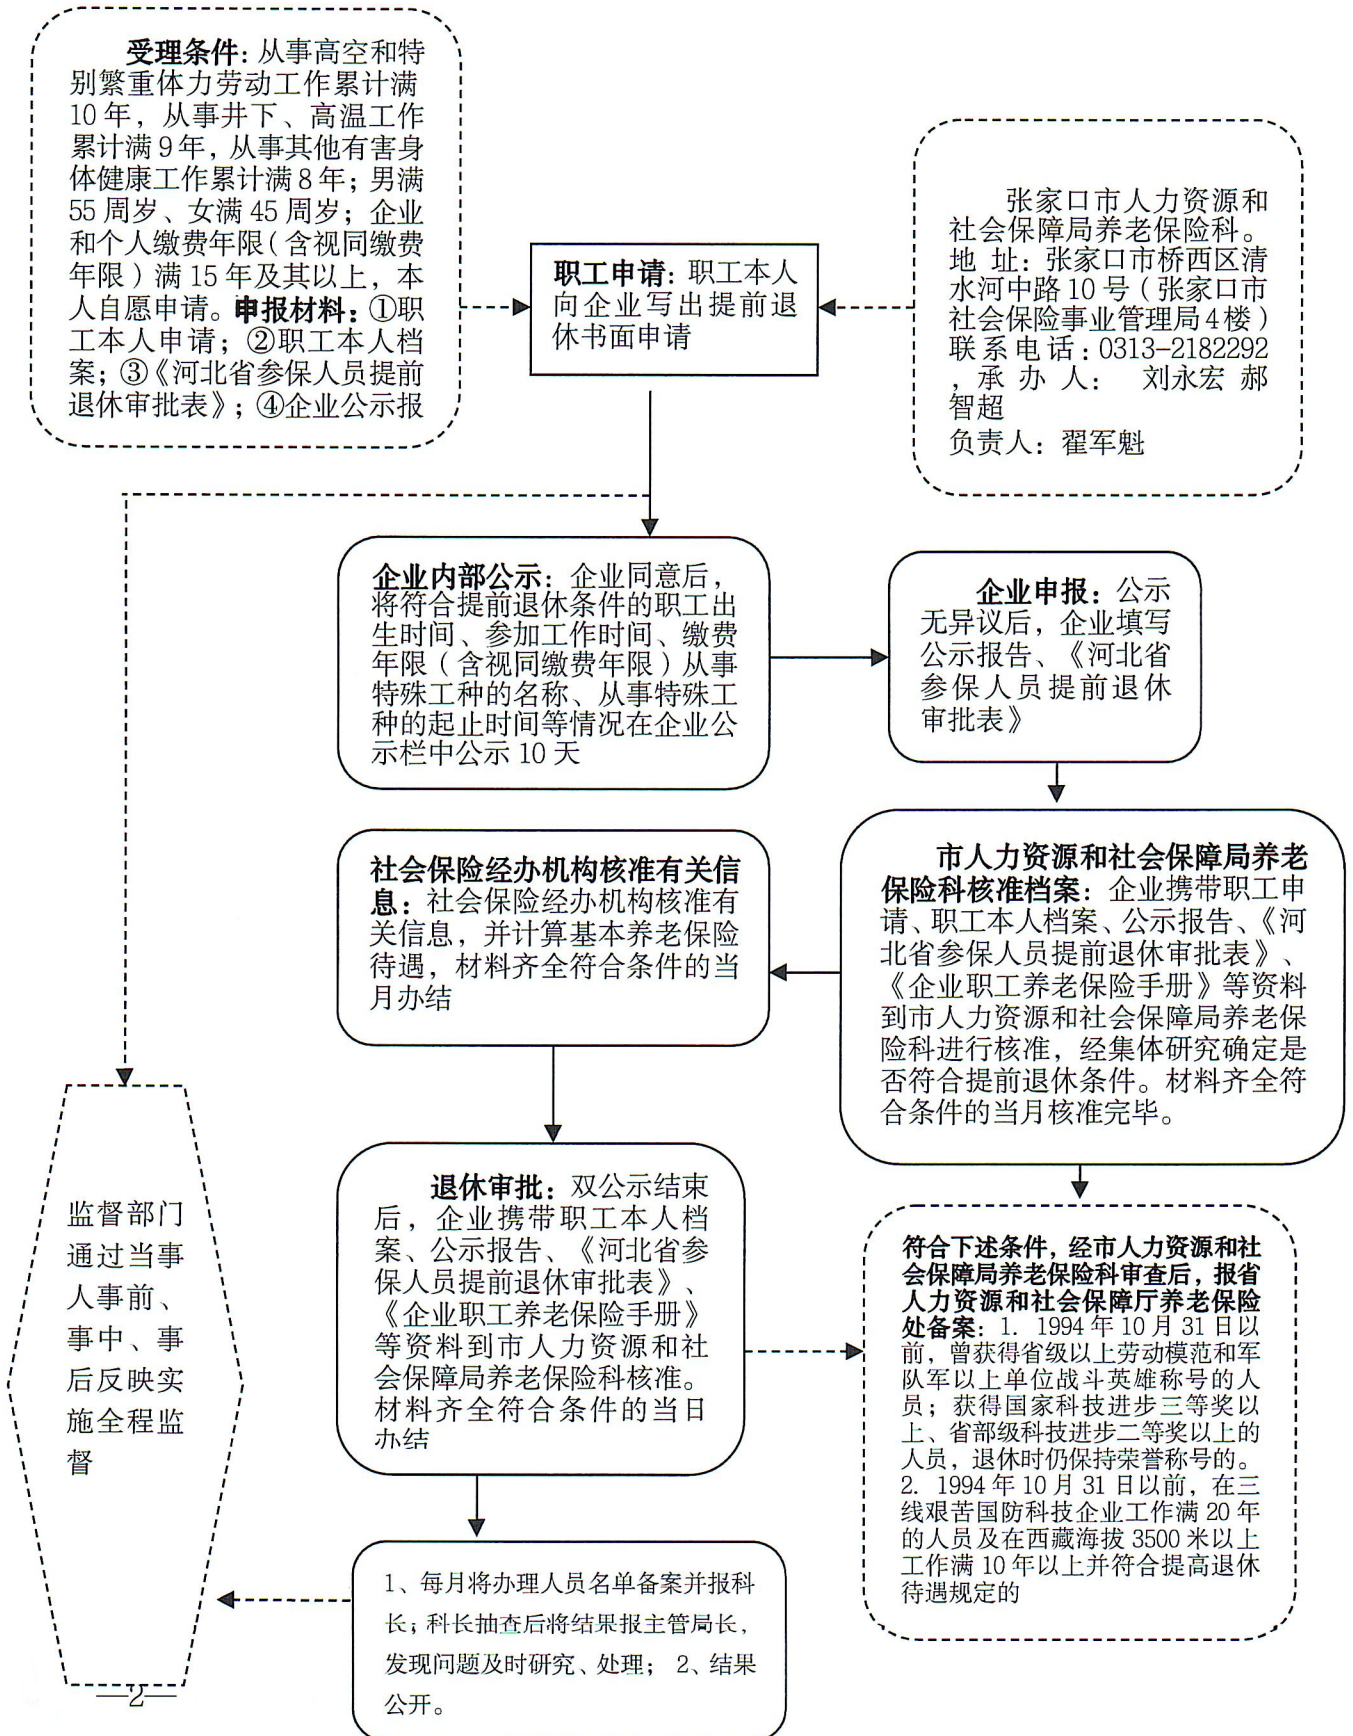 受理条件：从事高空和特
别繁重体力劳动工作累计满
10年，从事井下、高温工作
累计满9年，从事其他有害身
体健康工作累计满8年；男满
55周岁、女满45周岁；企业
和个人缴费年限（含视同缴费
年限）满15年及其以上，本
人自愿申请。申报材料：①职
工本人申请；②职工本人档
案；③《河北省参保人员提前
退休审批表》；④企业公示报
张家口市人力资源和
社会保障局养老保险科。
地 址：张家口市桥西区清
水河中路10号（张家口市
社会保险事业管理局4楼）
联系电话：0313-2182292
，承 办 人： 刘永宏 郝
智超
负责人：翟军魁
职工申请：职工本人
向企业写出提前退
休书面申请
企业内部公示：企业同意后，
将符合提前退休条件的职工出
生时间、参加工作时间、缴费
年限（含视同缴费年限）从事
特殊工种的名称、从事特殊工
种的起止时间等情况在企业公
示栏中公示10天
企业申报：公示
无异议后，企业填写
公示报告、《河北省
参保人员提前退休
审批表》
市人力资源和社会保障局养老
保险科核准档案：企业携带职工申
请、职工本人档案、公示报告、《河
北省参保人员提前退休审批表》、
《企业职工养老保险手册》等资料
到市人力资源和社会保障局养老保
险科进行核准，经集体研究确定是
否符合提前退休条件。材料齐全符
合条件的当月核准完毕。
社会保险经办机构核准有关信
息：社会保险经办机构核准有
关信息，并计算基本养老保险
待遇，材料齐全符合条件的当
月办结
退休审批：双公示结束
后，企业携带职工本人档
案、公示报告、《河北省参
保人员提前退休审批表》、
《企业职工养老保险手册》
等资料到市人力资源和社
会保障局养老保险科核准。
材料齐全符合条件的当日
办结
符合下述条件，经市人力资源和社
会保障局养老保险科审查后，报省
人力资源和社会保障厅养老保险
处备案：1. 1994年10月31日以
前，曾获得省级以上劳动模范和军
队军以上单位战斗英雄称号的人
员；获得国家科技进步三等奖以
上、省部级科技进步二等奖以上的
人员，退休时仍保持荣誉称号的。
2. 1994年10月31日以前，在三
线艰苦国防科技企业工作满20年
的人员及在西藏海拔3500米以上
工作满10年以上并符合提高退休
待遇规定的
监督部门
通过当事
人事前、
事中、事
后反映实
施全程监
督
1、每月将办理人员名单备案并报科
长；科长抽查后将结果报主管局长，
发现问题及时研究、处理； 2、结果
公开。
—2—